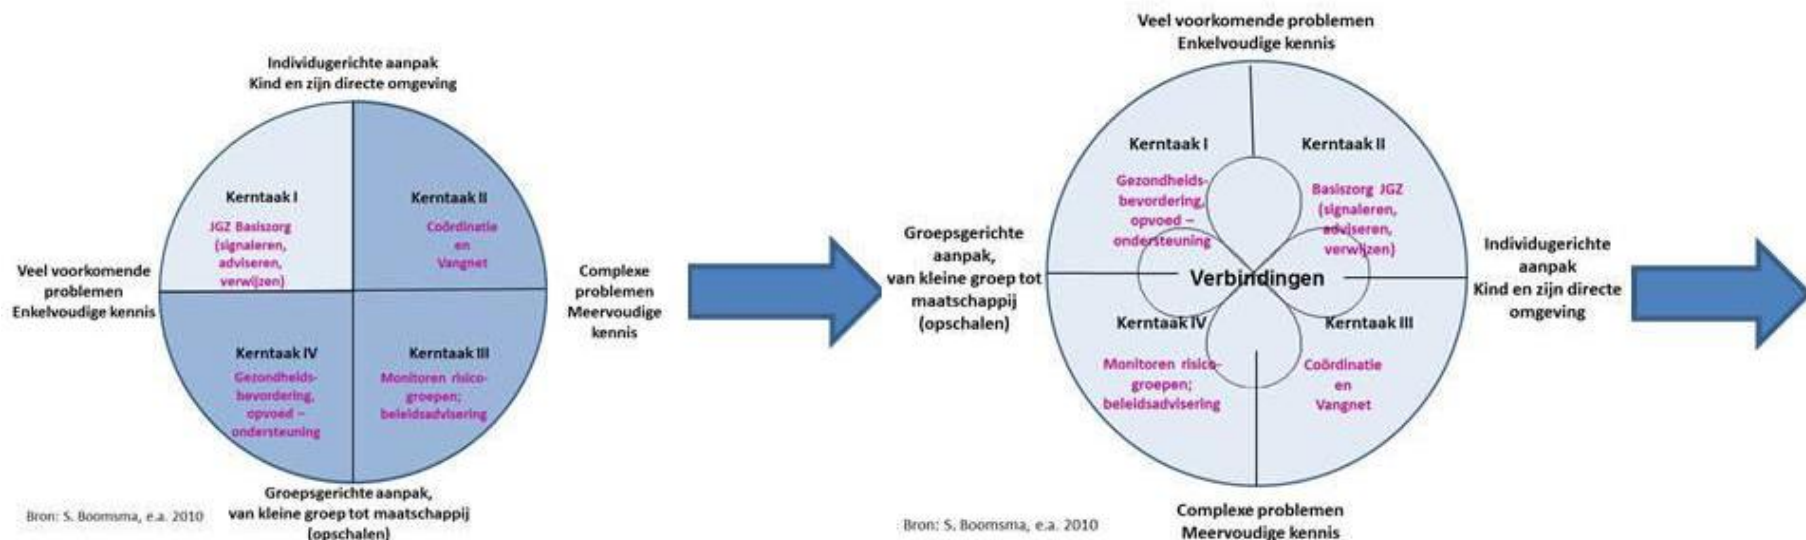 Individugerichte aanpak
Kind en zijn directe omgeving
Kerntaak I
JGZ Basiszorg
(signaleren,
adviseren,
verwijzen)
Kerntaak II
Coördinatie
en
Vangnet
Veel voorkomende
problemen
Enkelvoudige kennis
Complexe
problemen
Meervoudige
kennis
Kerntaak IV
Gezondheids-
bevordering,
opvoed –
ondersteuning
Kerntaak III
Monitoren risico-
groepen;
beleidsadvisering
Groepsgerichte aanpak,
van kleine groep tot maatschappij
(opschalen)
Bron: S. Boomsma, e.a. 2010
Veel voorkomende problemen
Enkelvoudige kennis
Kerntaak I
Gezondheids-
bevordering,
opvoed –
ondersteuning
Kerntaak II
Basiszorg JGZ
(signaleren,
adviseren,
verwijzen)
Groepsgerichte
aanpak,
van kleine groep tot
maatschappij
(opschalen)
Verbindingen
Individugerichte
aanpak
Kind en zijn directe
omgeving
Kerntaak IV
Monitoren risico-
groepen;
beleidsadvisering
Kerntaak III
Coördinatie
en
Vangnet
Complexe problemen
Meervoudige kennis
Bron: S. Boomsma, e.a. 2010